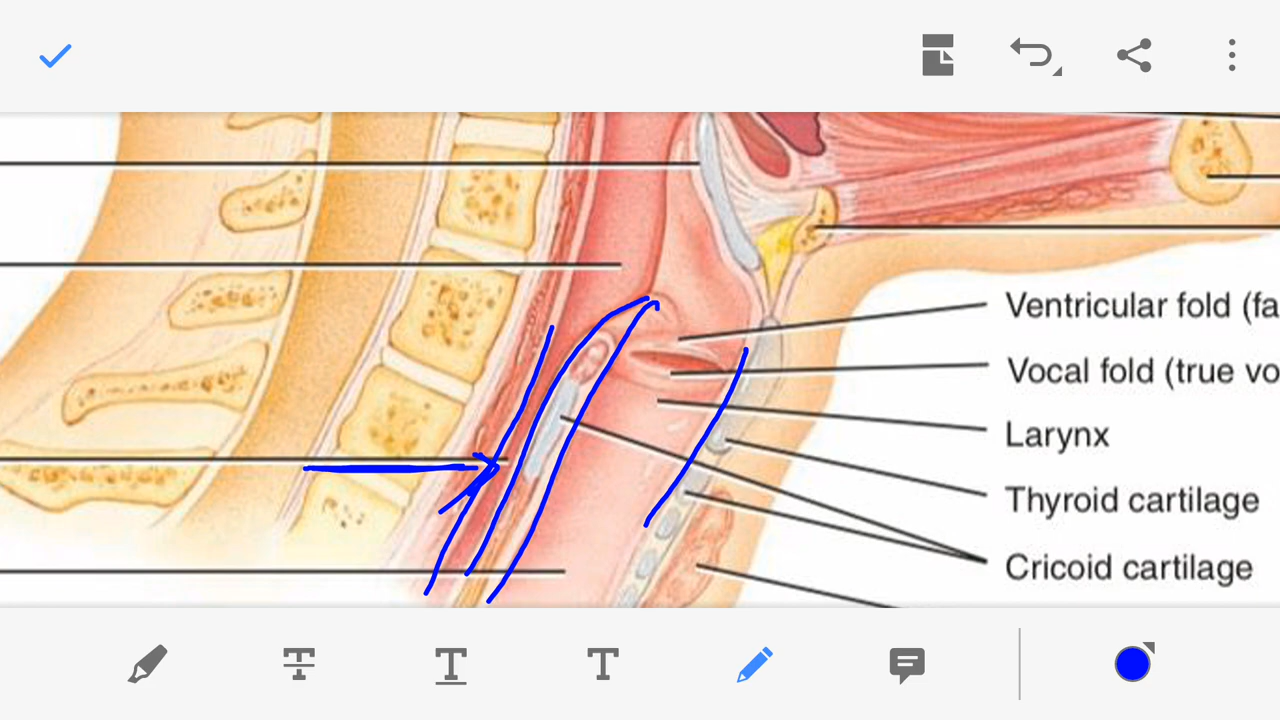 Ventricular fold (fa
Vocal fold (true vo
Larynx
Thyroid cartilage
Cricoid cartilage
T
T
T